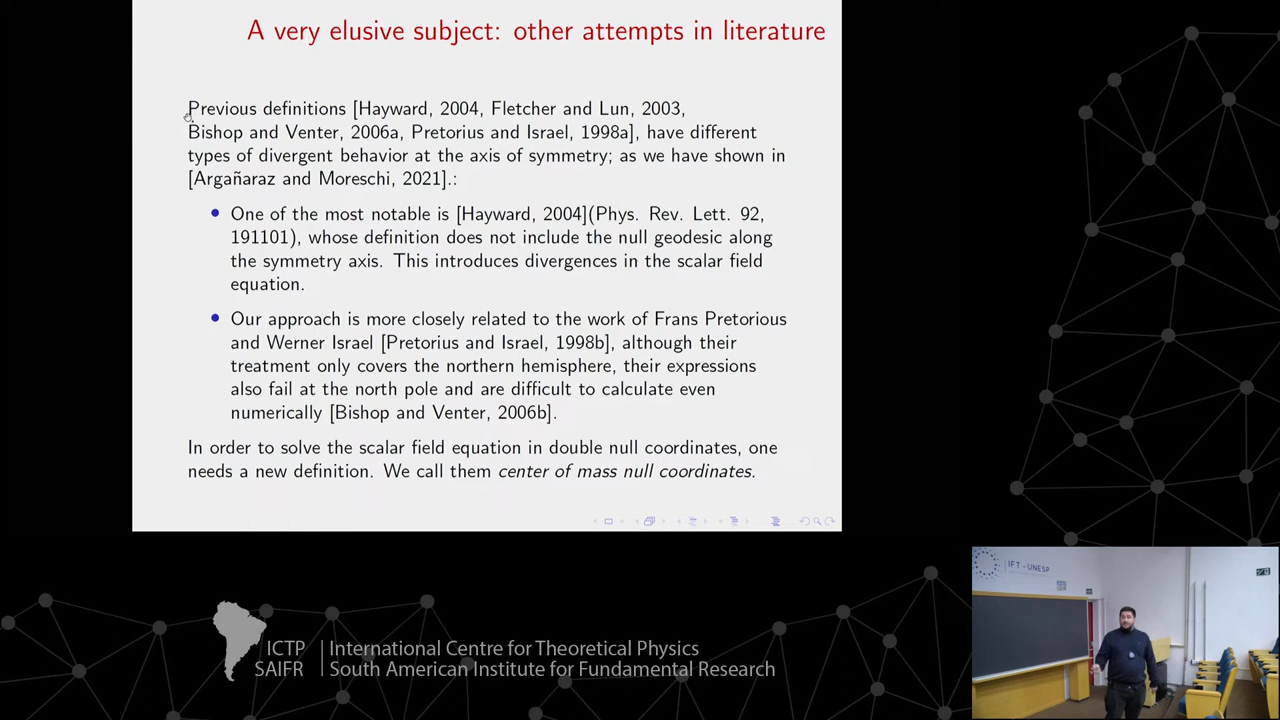 A very elusive subject: other attempts in literature
Previous definitions [Hayward, 2004, Fletcher and Lun, 2003,
Bishop and Venter, 2006a, Pretorius and Israel, 1998a], have different
types of divergent behavior at the axis of symmetry; as we have shown in
[Argañaraz and Moreschi, 2021].:
One of the most notable is [Hayward, 2004](Phys. Rev. Lett. 92,
191101), whose definition does not include the null geodesic along
the symmetry axis. This introduces divergences in the scalar field
equation.
Our approach is more closely related to the work of Frans Pretorious
and Werner Israel [Pretorius and Israel, 1998b], although their
treatment only covers the northern hemisphere, their expressions
also fail at the north pole and are difficult to calculate even
numerically [Bishop and Venter, 2006b].
In order to solve the scalar field equation in double null coordinates, one
needs a new definition. We call them center of mass null coordinates.
IFT - UNESP
ICTP
SAIFR
International Centre for Theoretical Physics
South American Institute for Fundamental Research